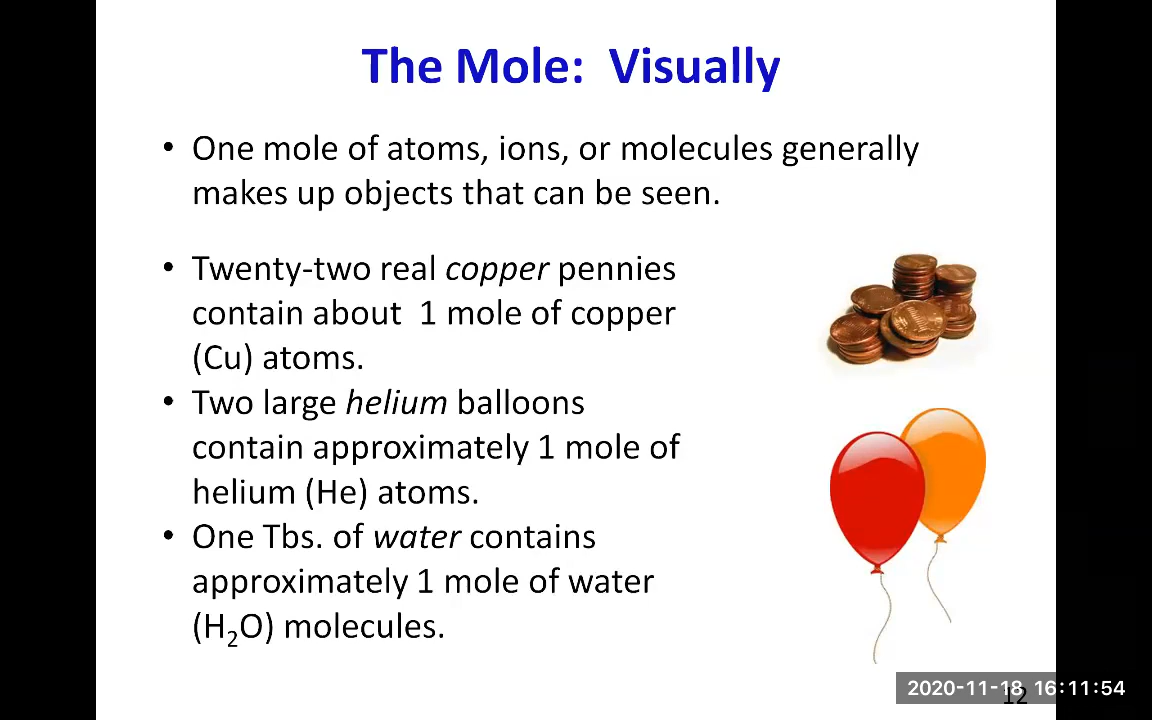 The Mole:  Visually
• One mole of atoms, ions, or molecules generally
makes up objects that can be seen.
• Twenty-two real copper pennies
contain about  1 mole of copper
(Cu) atoms.
• Two large helium balloons
contain approximately 1 mole of
helium (He) atoms.
• One Tbs. of water contains
approximately 1 mole of water
(H₂O) molecules.
2020-11-18 16:11:54
12